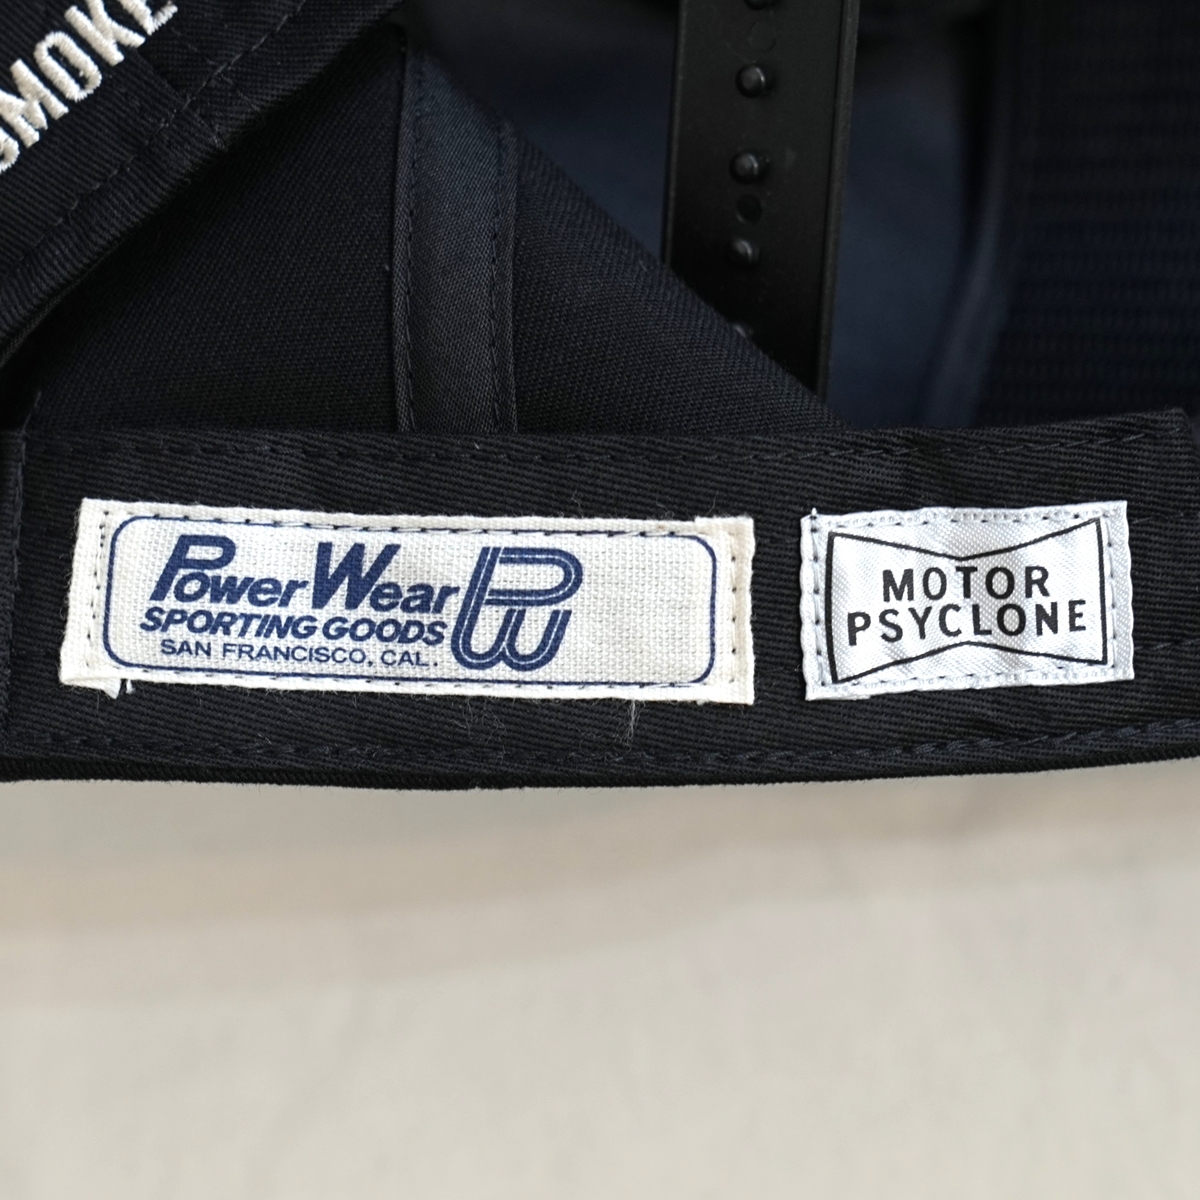 SMOKE
Power Wear
SPORTING GOODS
SAN FRANCISCO, CAL.
PW
MOTOR
PSYCLONE